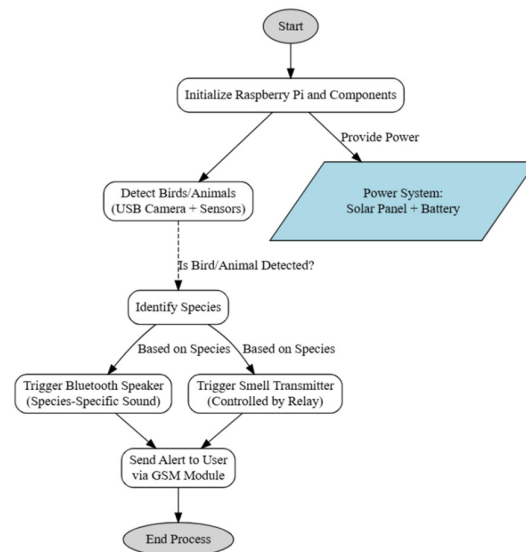 Start
Initialize Raspberry Pi and Components
Provide Power
Detect Birds/Animals
(USB Camera + Sensors)
Power System:
Solar Panel + Battery
Is Bird/Animal Detected?
Identify Species
Based on Species
Based on Species
Trigger Bluetooth Speaker
(Species-Specific Sound)
Trigger Smell Transmitter
(Controlled by Relay)
Send Alert to User
via GSM Module
End Process